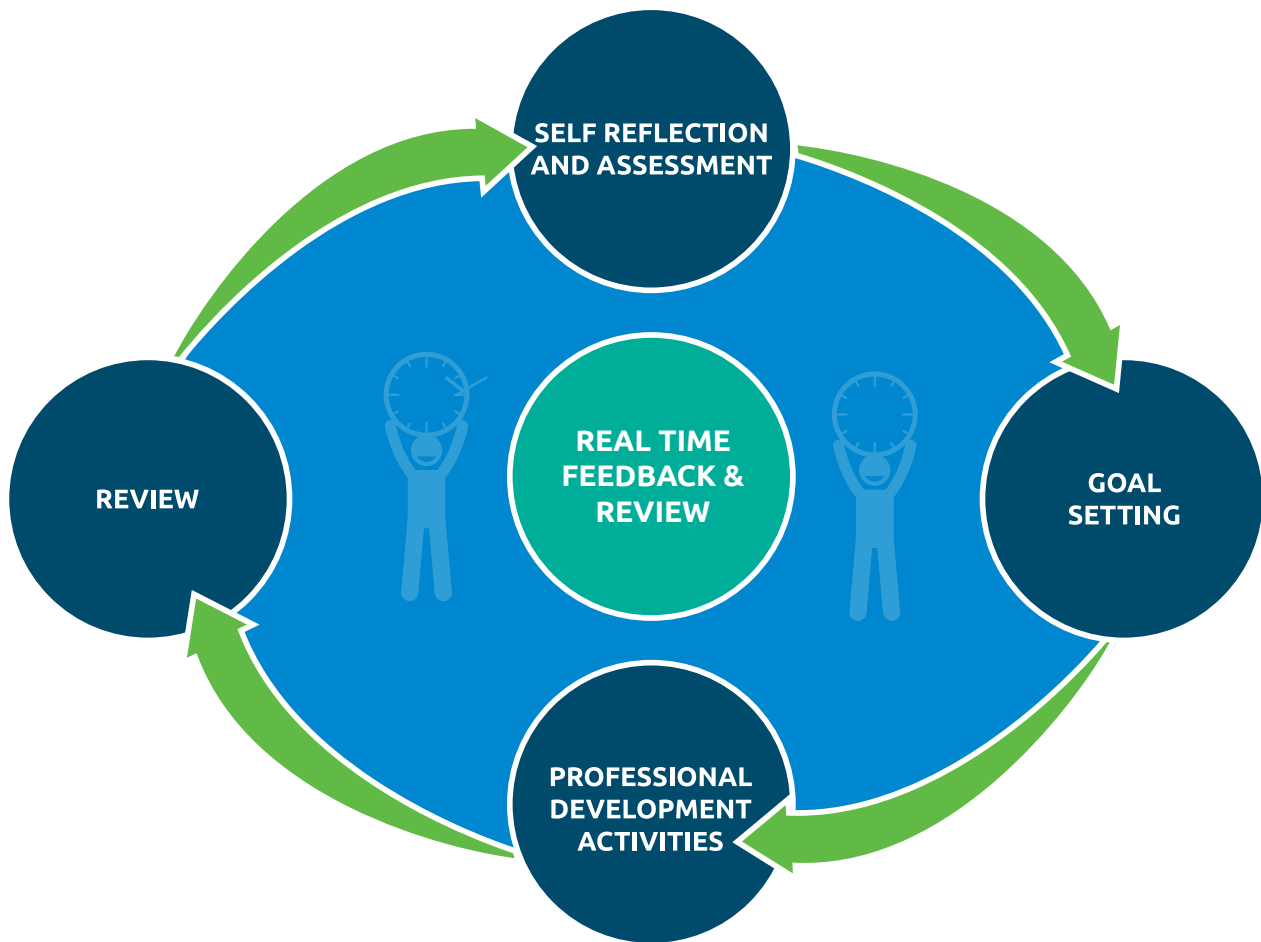 SELF REFLECTION
AND ASSESSMENT
REAL TIME
FEEDBACK &
REVIEW
REVIEW
GOAL
SETTING
PROFESSIONAL
DEVELOPMENT
ACTIVITIES